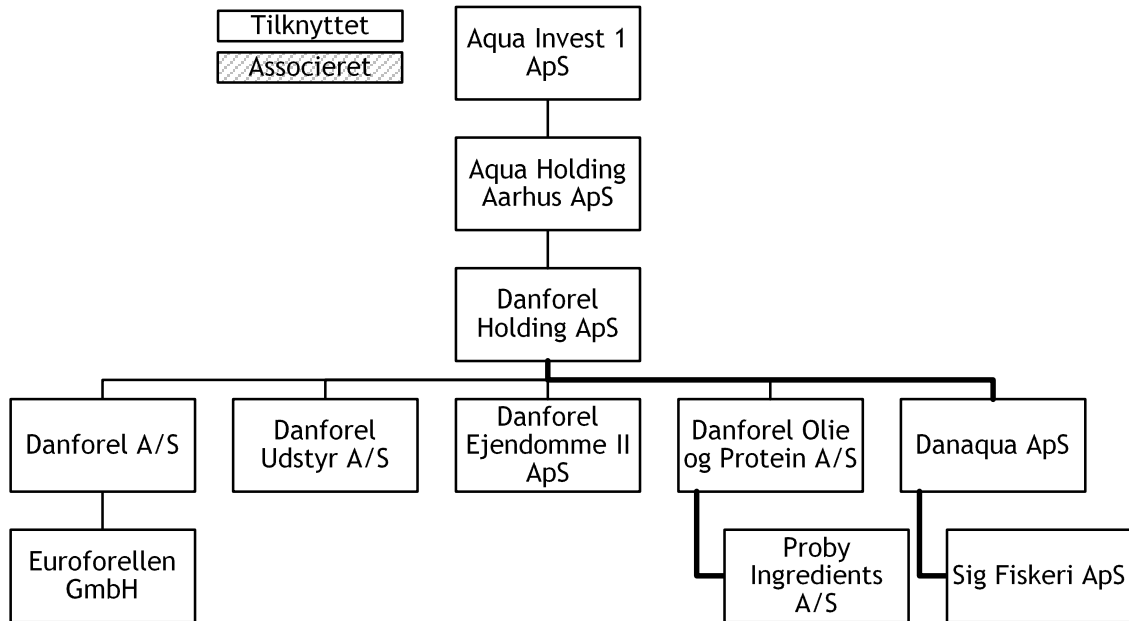 Tilknyttet
Associeret
Aqua Invest 1
ApS
Aqua Holding
Aarhus ApS
Danforel
Holding ApS
Danforel A/S
Danforel
Udstyr A/S
Danforel
Ejendomme II
ApS
Danforel Olie
og Protein A/S
Danaqua ApS
Euroforellen
GmbH
Proby
Ingredients
A/S
Sig Fiskeri ApS